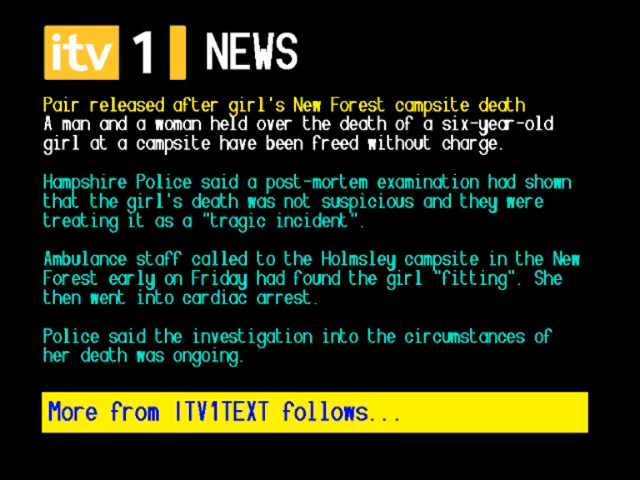 itv 1 NEWS
Pair released after girl's New Forest campsite death
A man and a woman held over the death of a six-year-old
girl at a campsite have been freed without charge.
Hampshire Police said a post-mortem examination had shown
that the girl's death was not suspicious and they were
treating it as a "tragic incident".
Ambulance staff called to the Holmsley campsite in the New
Forest early on Friday had found the girl "fitting". She
then went into cardiac arrest.
Police said the investigation into the circumstances of
her death was ongoing.
More from ITV1TEXT follows...